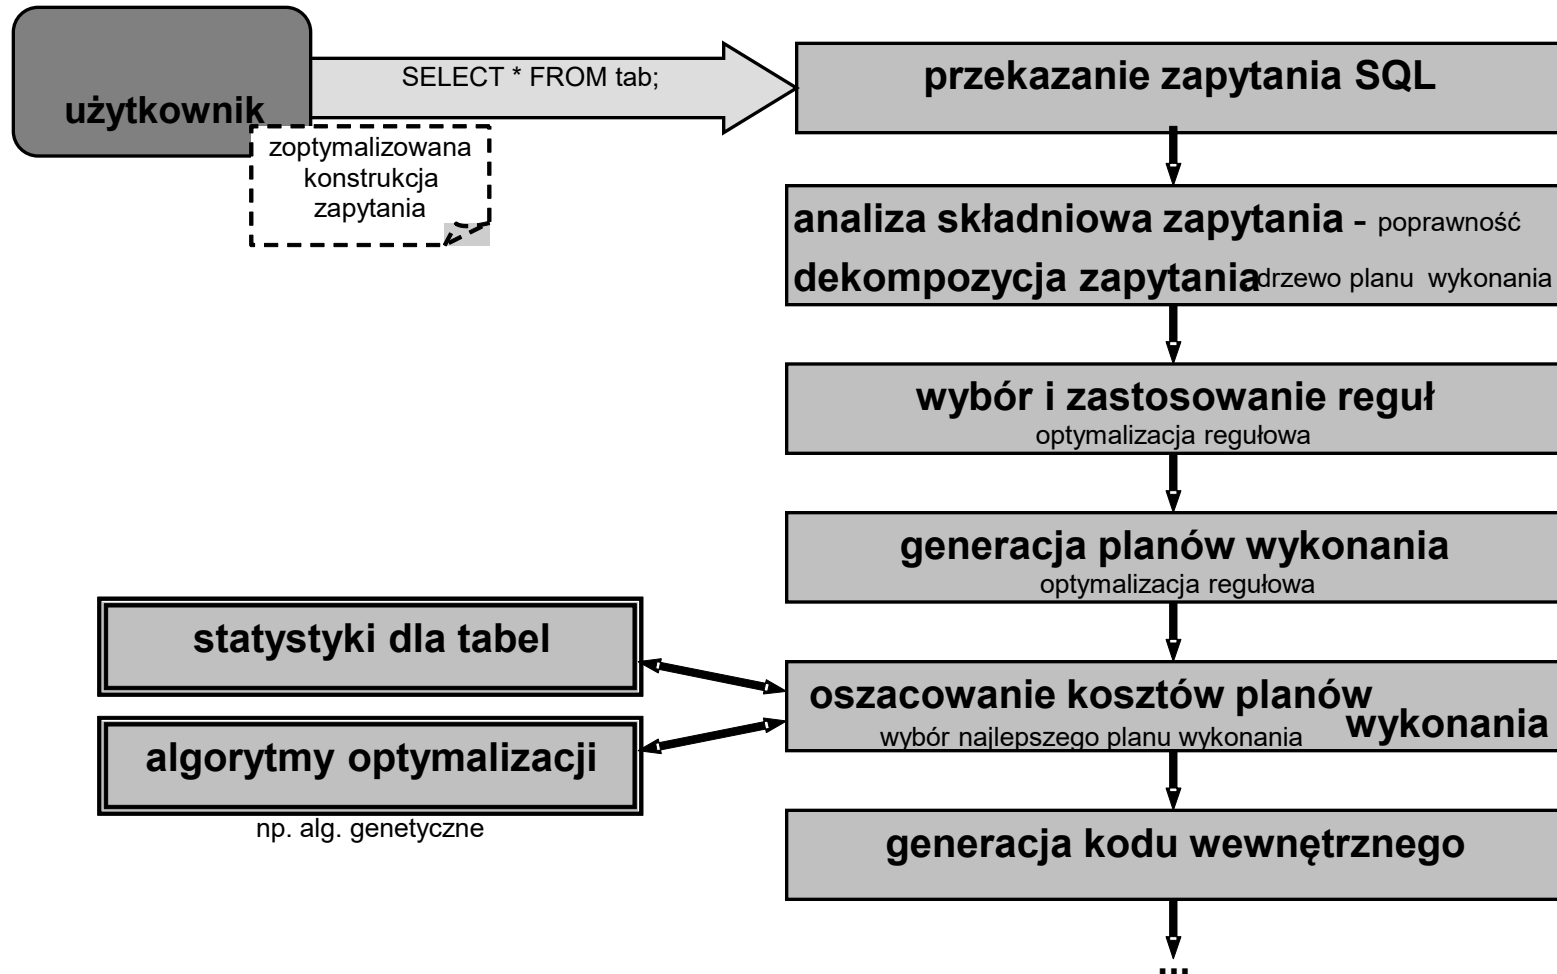 użytkownik
SELECT * FROM tab;
zoptymalizowana
konstrukcja
zapytania
przekazanie zapytania SQL
analiza składniowa zapytania - poprawność
dekompozycja zapytania drzewo planu wykonania
wybór i zastosowanie reguł
optymalizacja regułowa
generacja planów wykonania
optymalizacja regułowa
statystyki dla tabel
algorytmy optymalizacji
np. alg. genetyczne
oszacowanie kosztów planów
wykonania
wybór najlepszego planu wykonania
generacja kodu wewnętrznego
...